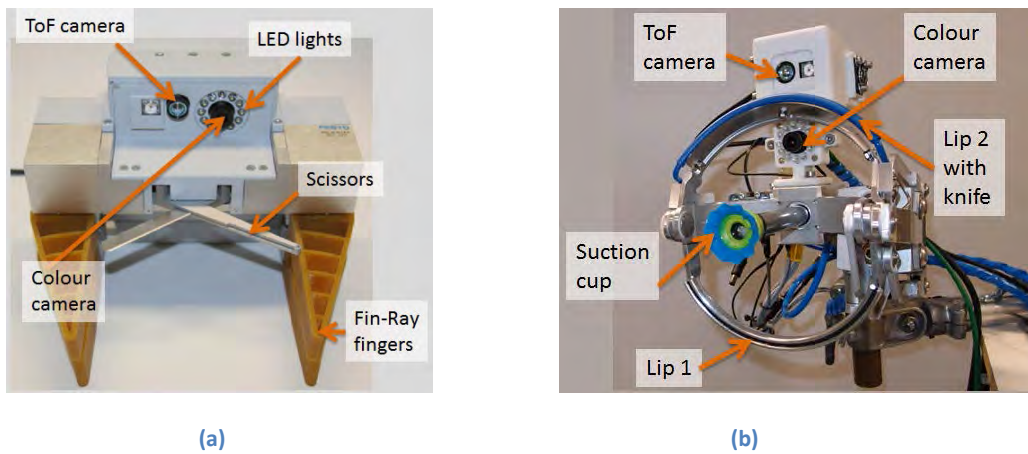 ToF camera
LED lights
Scissors
Colour
camera
Fin-Ray
fingers
(a)
ToF
camera
Colour
camera
Lip 2
with
knife
Suction
cup
Lip 1
(b)